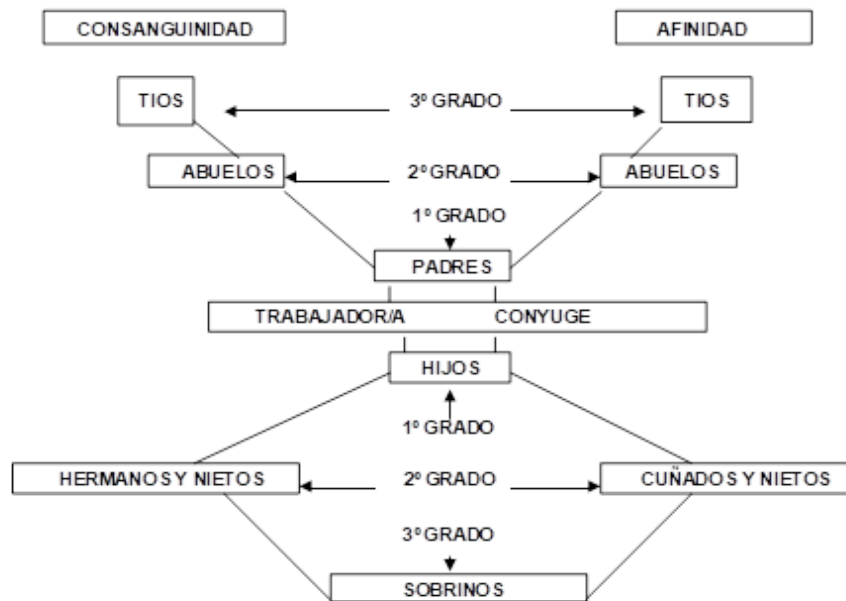 CONSANGUINIDAD AFINIDAD
TIOS 3º GRADO TIOS
ABUELOS 2º GRADO ABUELOS
1º GRADO
PADRES
TRABAJADOR/A CONYUGE
HIJOS
1º GRADO
HERMANOS Y NIETOS 2º GRADO CUÑADOS Y NIETOS
3º GRADO
SOBRINOS